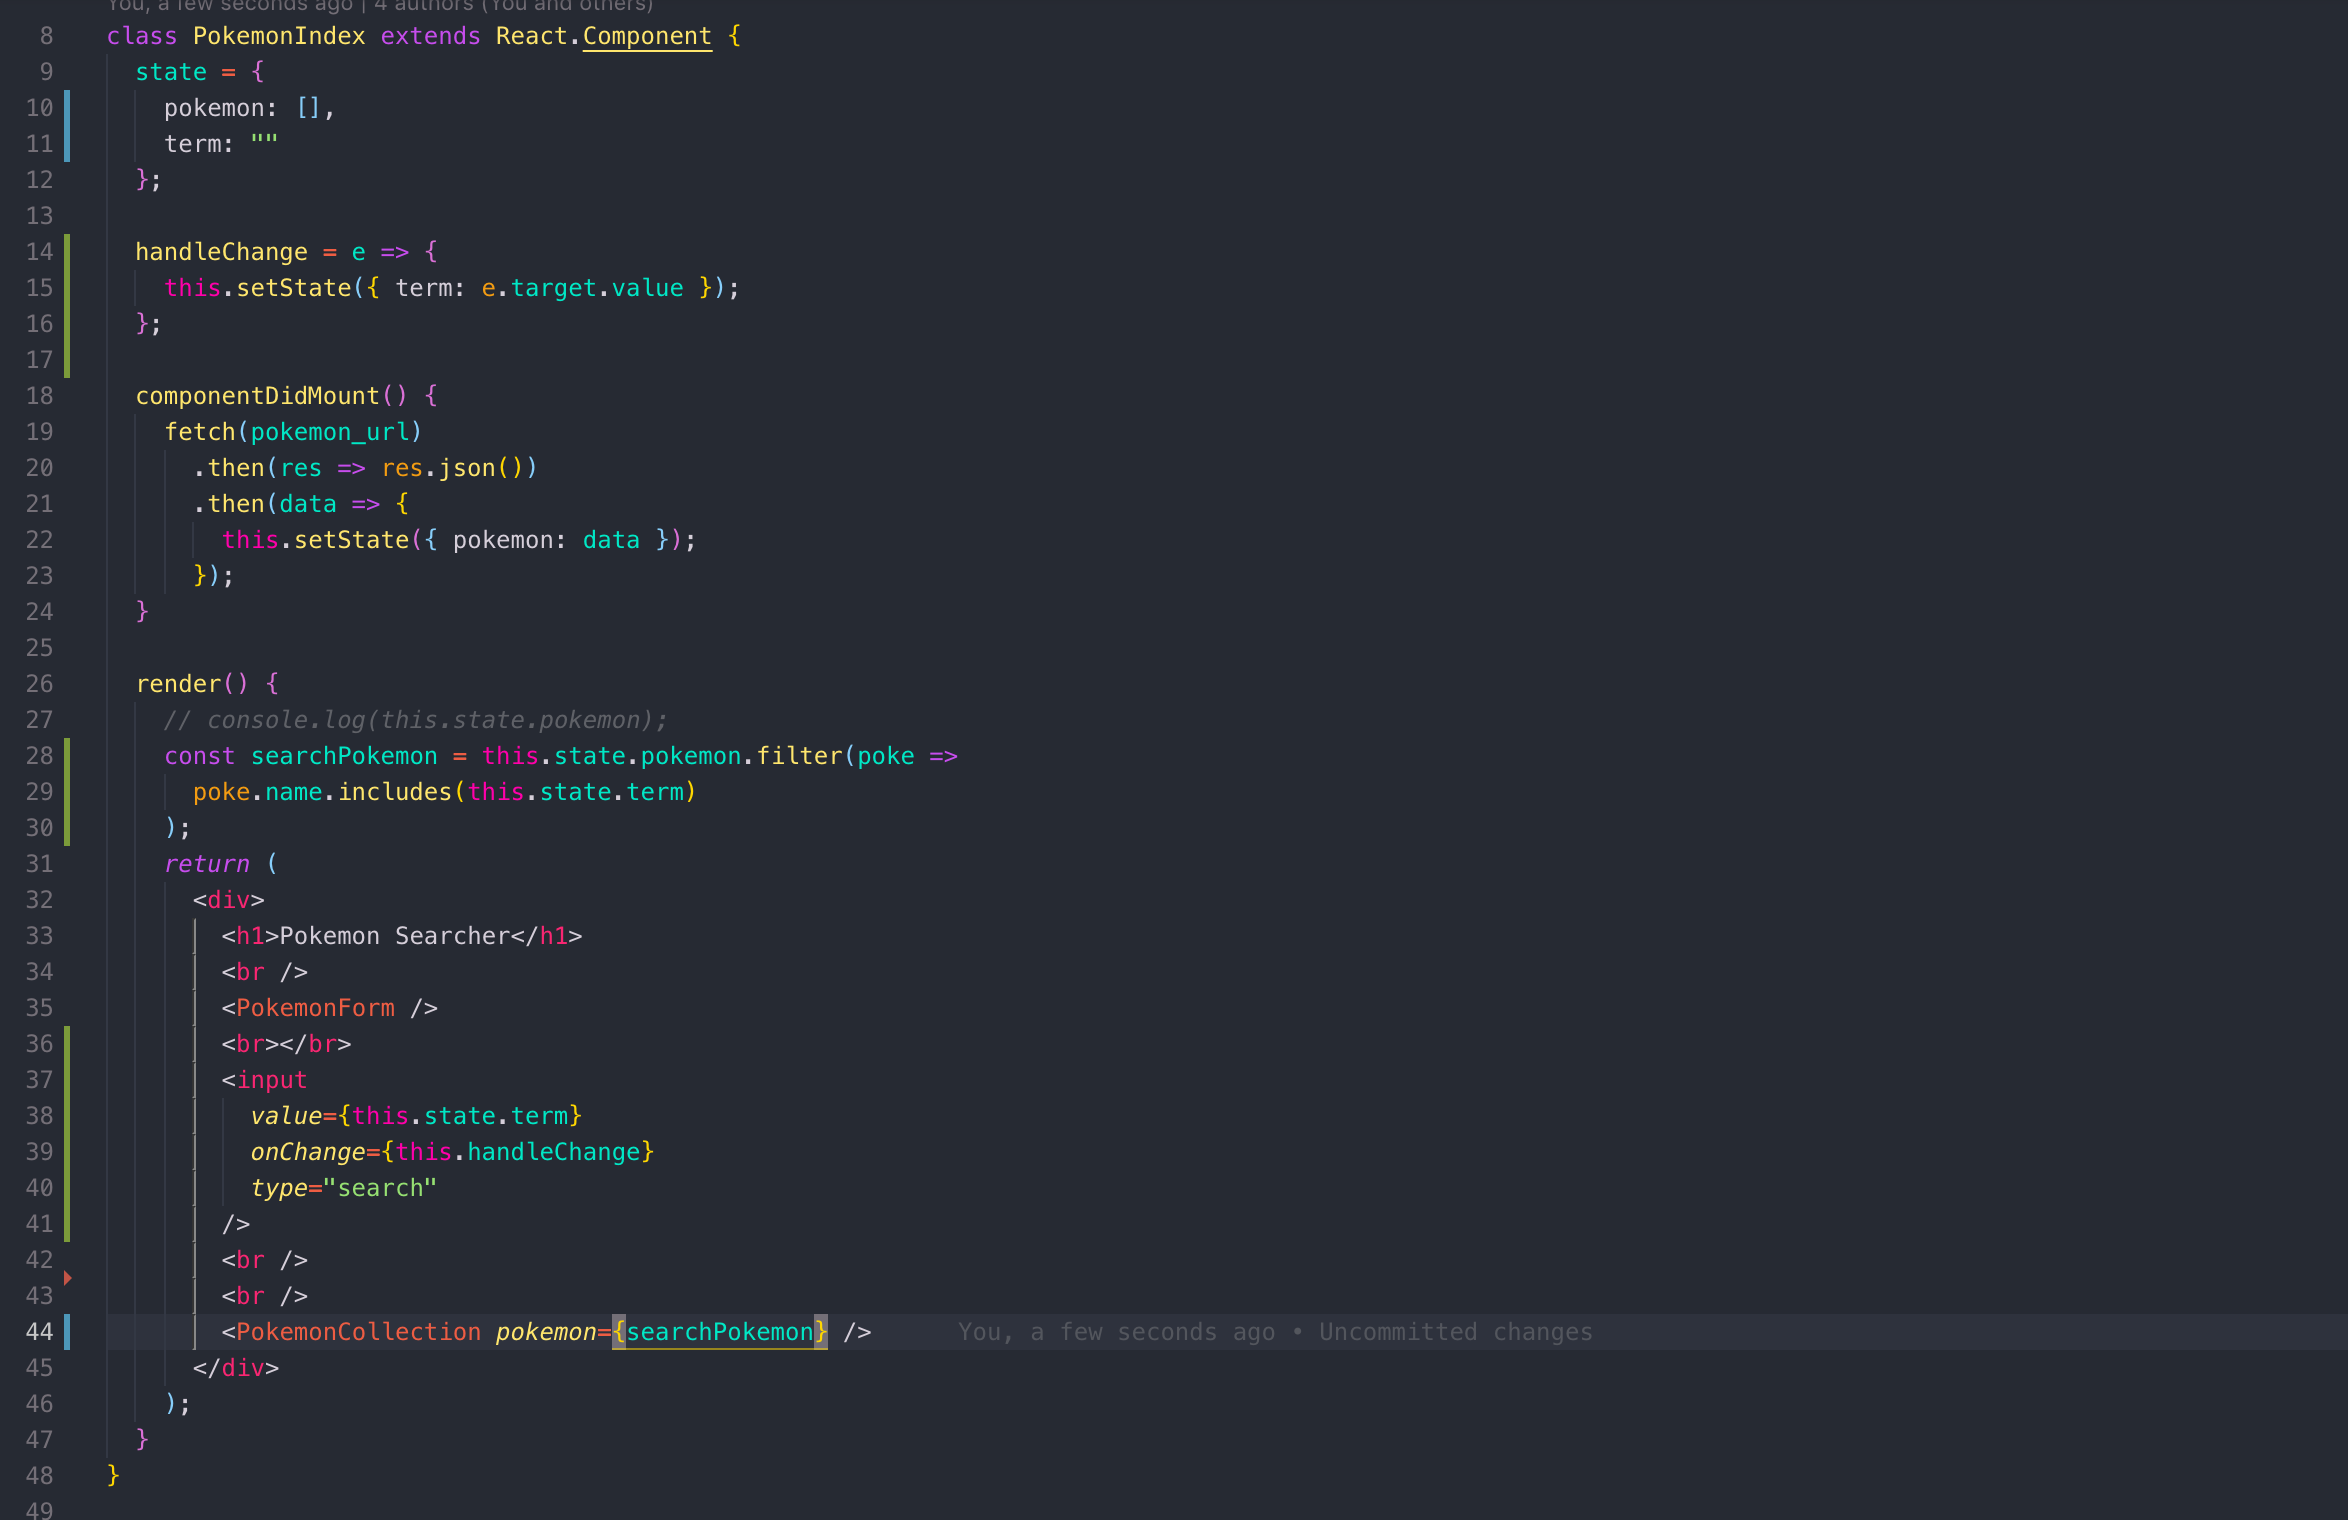 You, a few seconds ago | 4 authors (You and others)
8 class PokemonIndex extends React.Component {
9   state = {
10     pokemon: [],
11     term: ""
12   };
13
14   handleChange = e => {
15     this.setState({ term: e.target.value });
16   };
17
18   componentDidMount() {
19     fetch(pokemon_url)
20       .then(res => res.json())
21       .then(data => {
22         this.setState({ pokemon: data });
23       });
24   }
25
26   render() {
27     // console.log(this.state.pokemon);
28     const searchPokemon = this.state.pokemon.filter(poke =>
29       poke.name.includes(this.state.term)
30     );
31     return (
32       <div>
33         <h1>Pokemon Searcher</h1>
34         <br />
35         <PokemonForm />
36         <br></br>
37         <input
38           value={this.state.term}
39           onChange={this.handleChange}
40           type="search"
41         />
42         <br />
43         <br />
44         <PokemonCollection pokemon={searchPokemon} />      You, a few seconds ago • Uncommitted changes
45       </div>
46     );
47   }
48 }
49